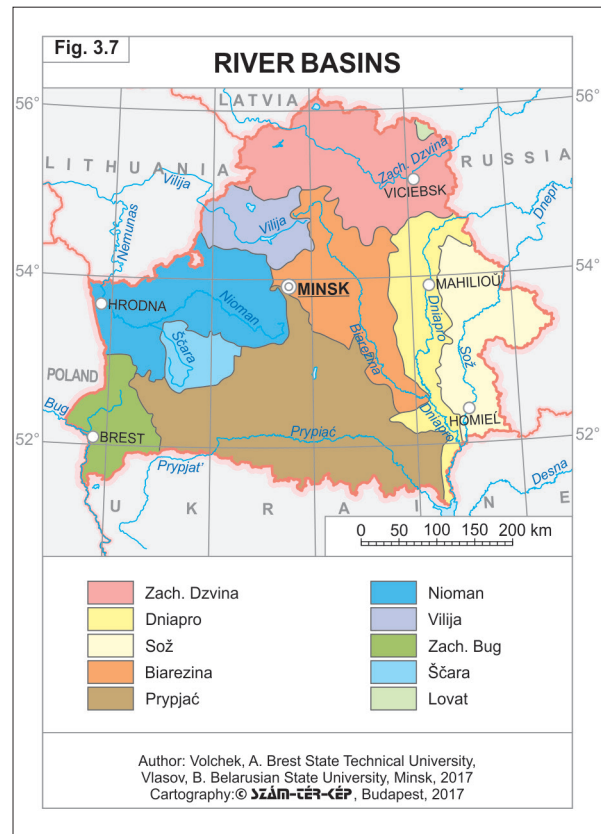 Fig. 3.7
RIVER BASINS
56°
56°
LATVIA
LITHUANIA
RUSSIA
Zach. Dzvina
VICIEBSK
Vilija
Vilija
Nemunas
Dnepr
54°
54°
MINSK
MAHILIOŬ
HRODNA
Nioman
Dniapro
Ščara
Biarezina
Sož
POLAND
Bug
HOMIEĹ
Dniapro
52°
52°
BREST
Prypiać
Prypjat'
Desna
UKRAINE
0 50 100 150 200 km
Zach. Dzvina
Dniapro
Sož
Biarezina
Prypjać
Nioman
Vilija
Zach. Bug
Ščara
Lovat
Author: Volchek, A. Brest State Technical University,
Vlasov, B. Belarusian State University, Minsk, 2017
Cartography:© SZÁM-TÉR-KÉP, Budapest, 2017